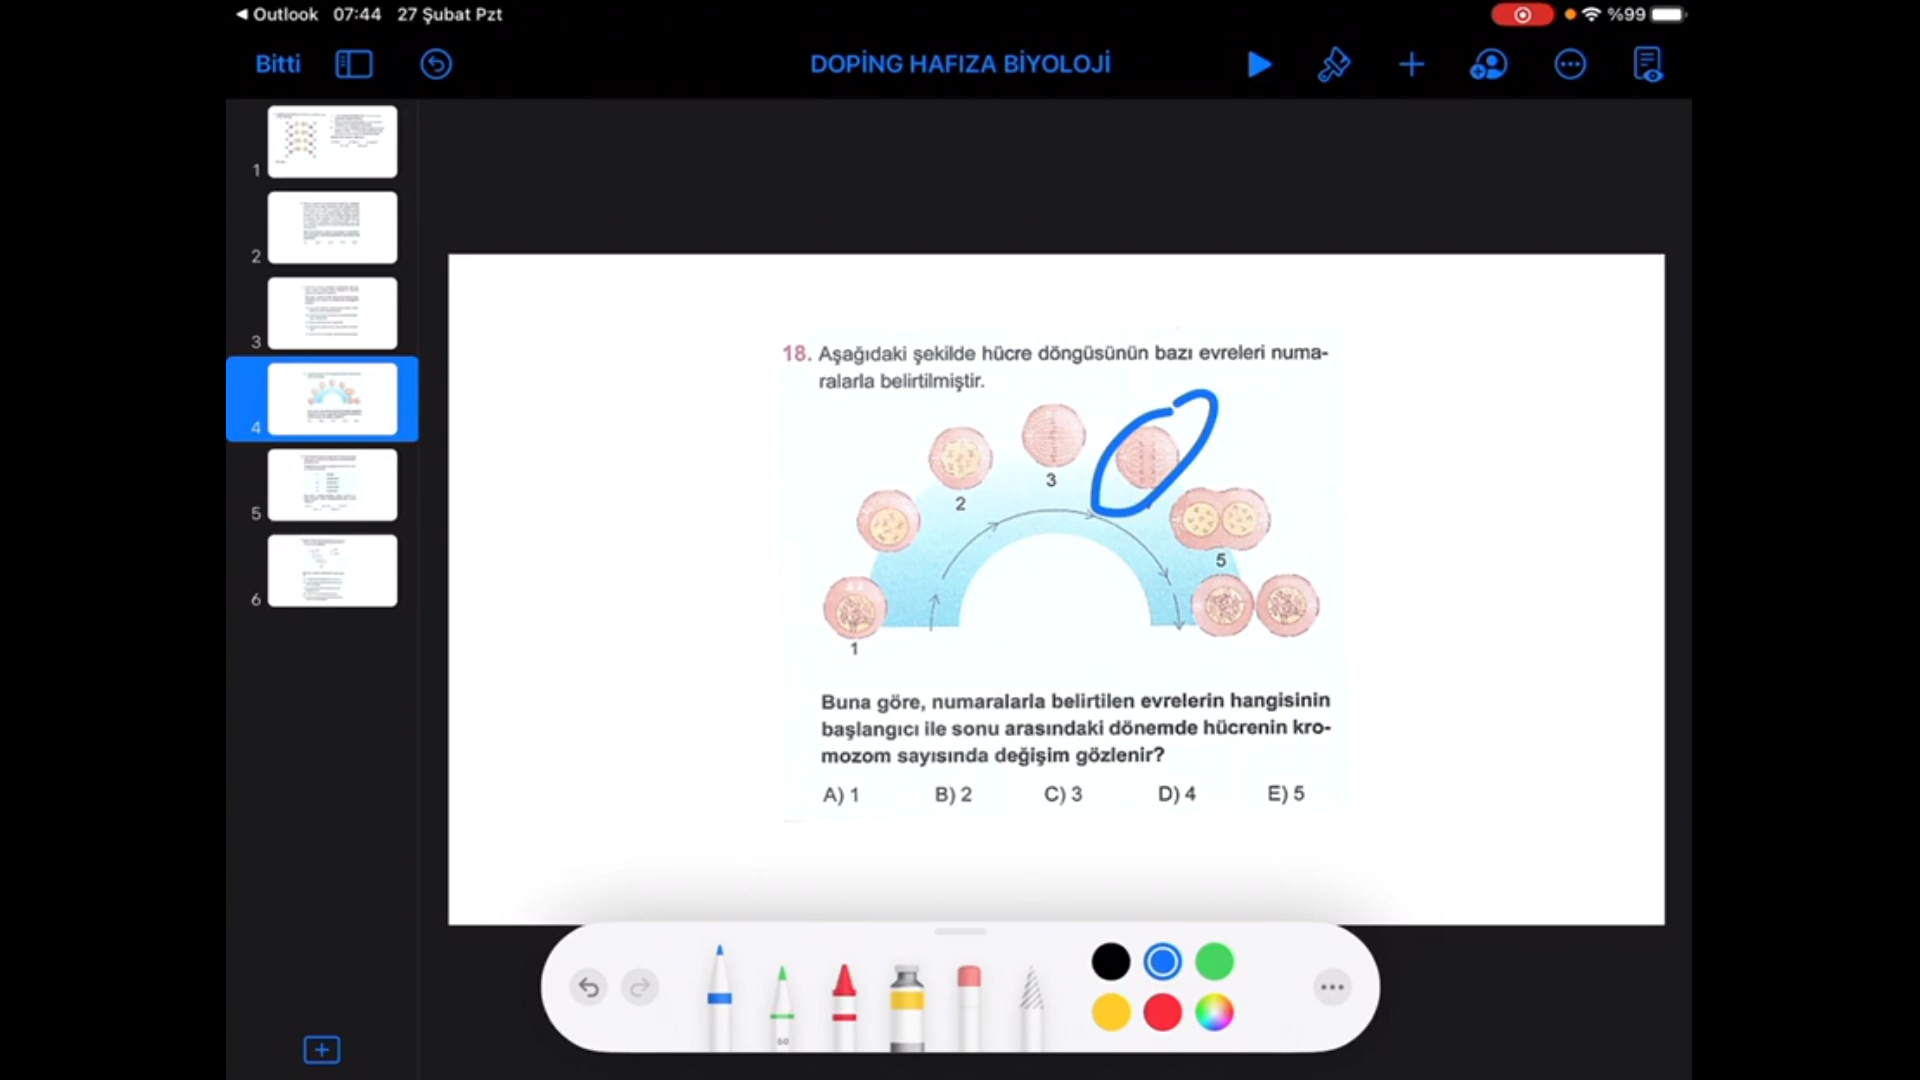 Outlook 07:44 27 Şubat Pzt
%99
Bitti
DOPİNG HAFIZA BİYOLOJİ
1
2
3
4
5
6
18. Aşağıdaki şekilde hücre döngüsünün bazı evreleri numa-
ralarla belirtilmiştir.
3
2
5
1
Buna göre, numaralarla belirtilen evrelerin hangisinin
başlangıcı ile sonu arasındaki dönemde hücrenin kro-
mozom sayısında değişim gözlenir?
A) 1 B) 2 C) 3 D) 4 E) 5
50